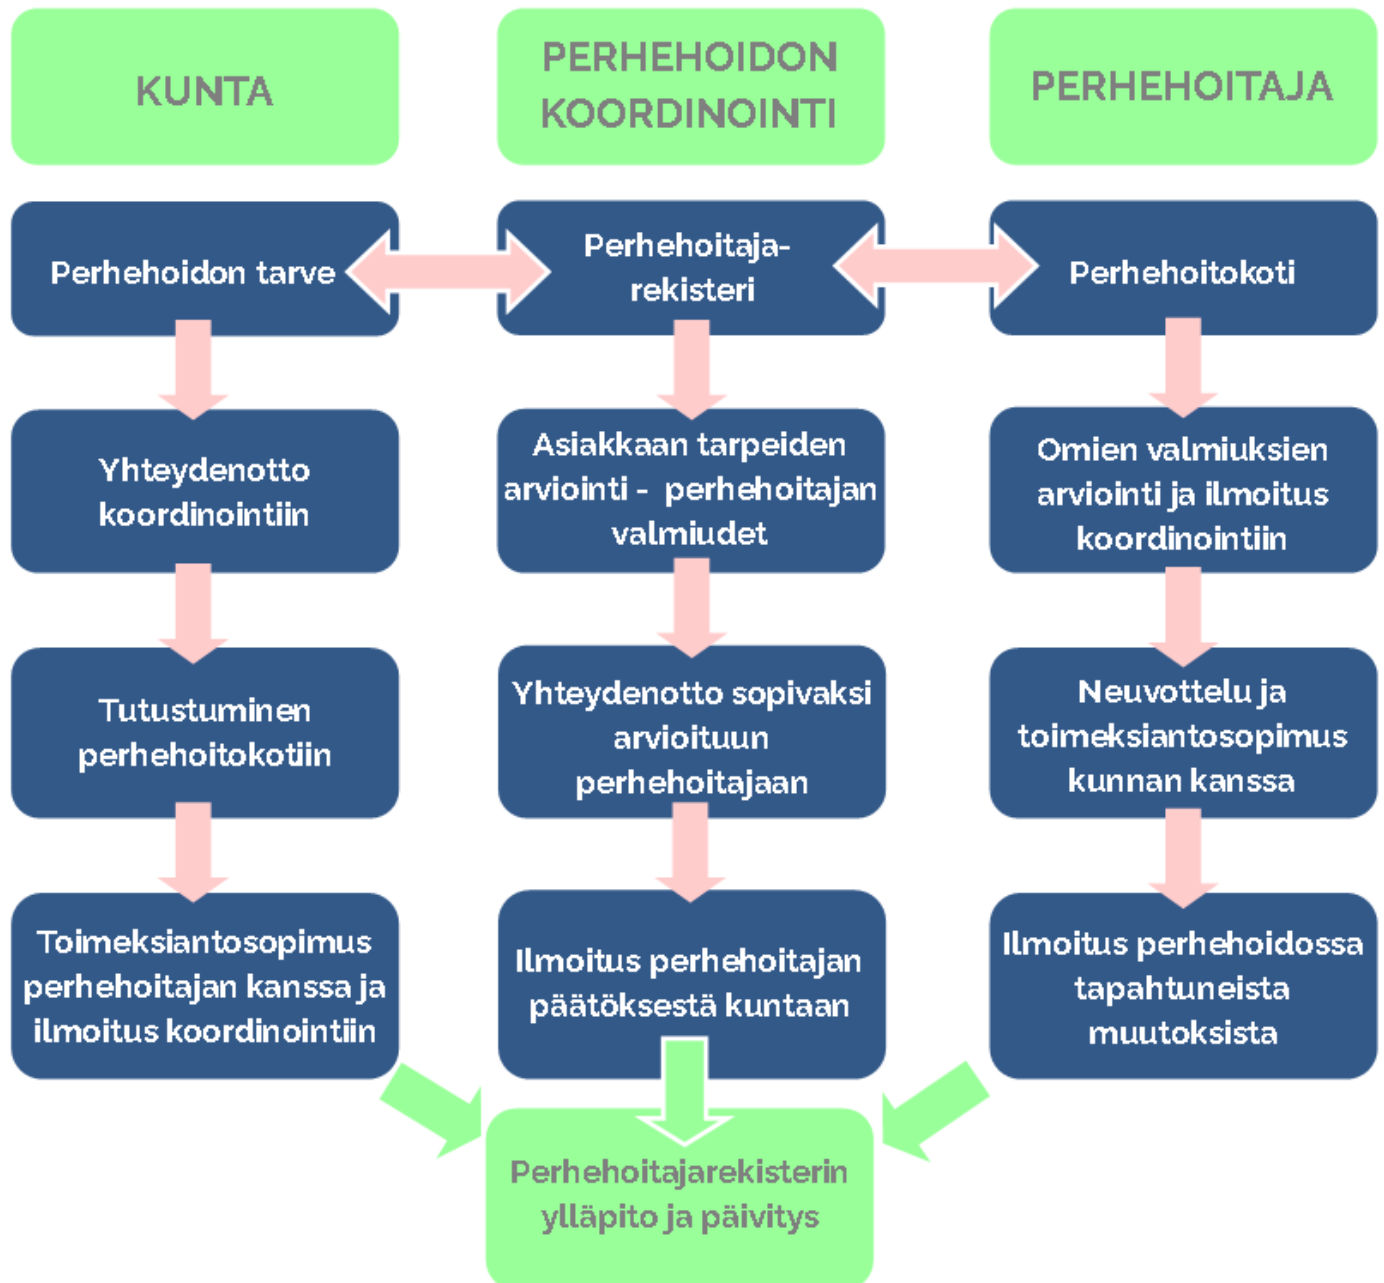 KUNTA
PERHEHOIDON
KOORDINOINTI
PERHEHOITAJA
Perhehoidon tarve
Perhehoitaja-
rekisteri
Perhehoitokoti
Yhteydenotto
koordinointiin
Asiakkaan tarpeiden
arviointi - perhehoitajan
valmiudet
Omien valmiuksien
arviointi ja ilmoitus
koordinointiin
Tutustuminen
perhehoitokotiin
Yhteydenotto sopivaksi
arvioituun
perhehoitajaan
Neuvottelu ja
toimeksiantosopimus
kunnan kanssa
Toimeksiantosopimus
perhehoitajan kanssa ja
ilmoitus koordinointiin
Ilmoitus perhehoitajan
päätöksestä kuntaan
Ilmoitus perhehoidossa
tapahtuneista
muutoksista
Perhehoitajarekisterin
ylläpito ja päivitys